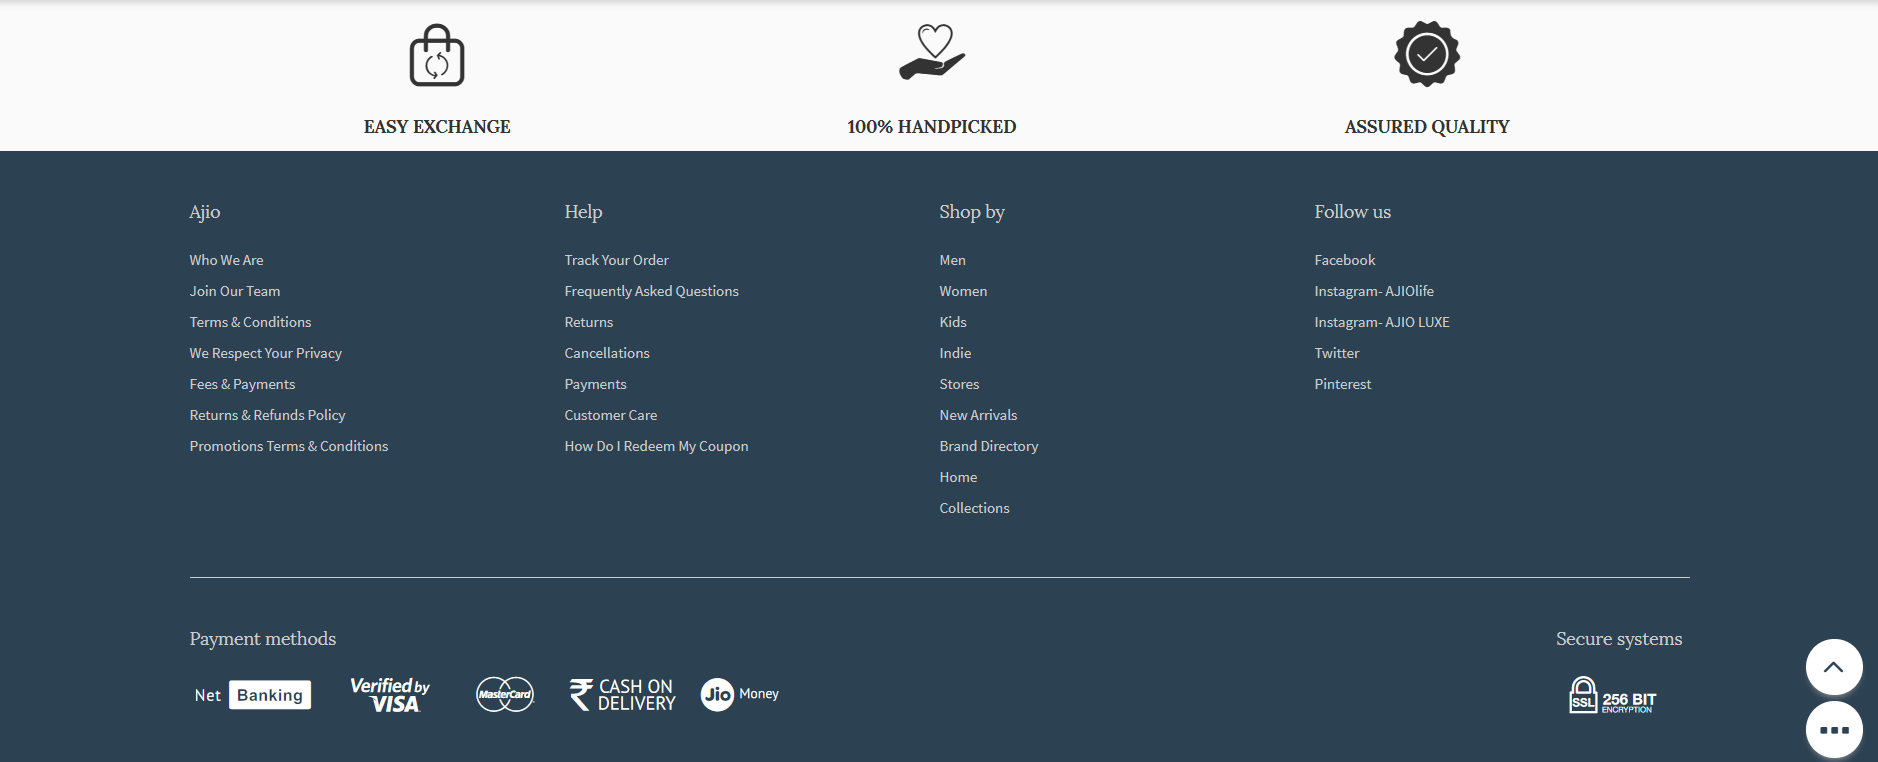 EASY EXCHANGE
100% HANDPICKED
ASSURED QUALITY
Ajio
Who We Are
Join Our Team
Terms & Conditions
We Respect Your Privacy
Fees & Payments
Returns & Refunds Policy
Promotions Terms & Conditions
Help
Track Your Order
Frequently Asked Questions
Returns
Cancellations
Payments
Customer Care
How Do I Redeem My Coupon
Shop by
Men
Women
Kids
Indie
Stores
New Arrivals
Brand Directory
Home
Collections
Follow us
Facebook
Instagram- AJIOlife
Instagram- AJIO LUXE
Twitter
Pinterest
Payment methods
Net Banking
Verified by
VISA
MasterCard
₹ CASH ON
DELIVERY
Jio Money
Secure systems
SSL 256 BIT
ENCRYPTION